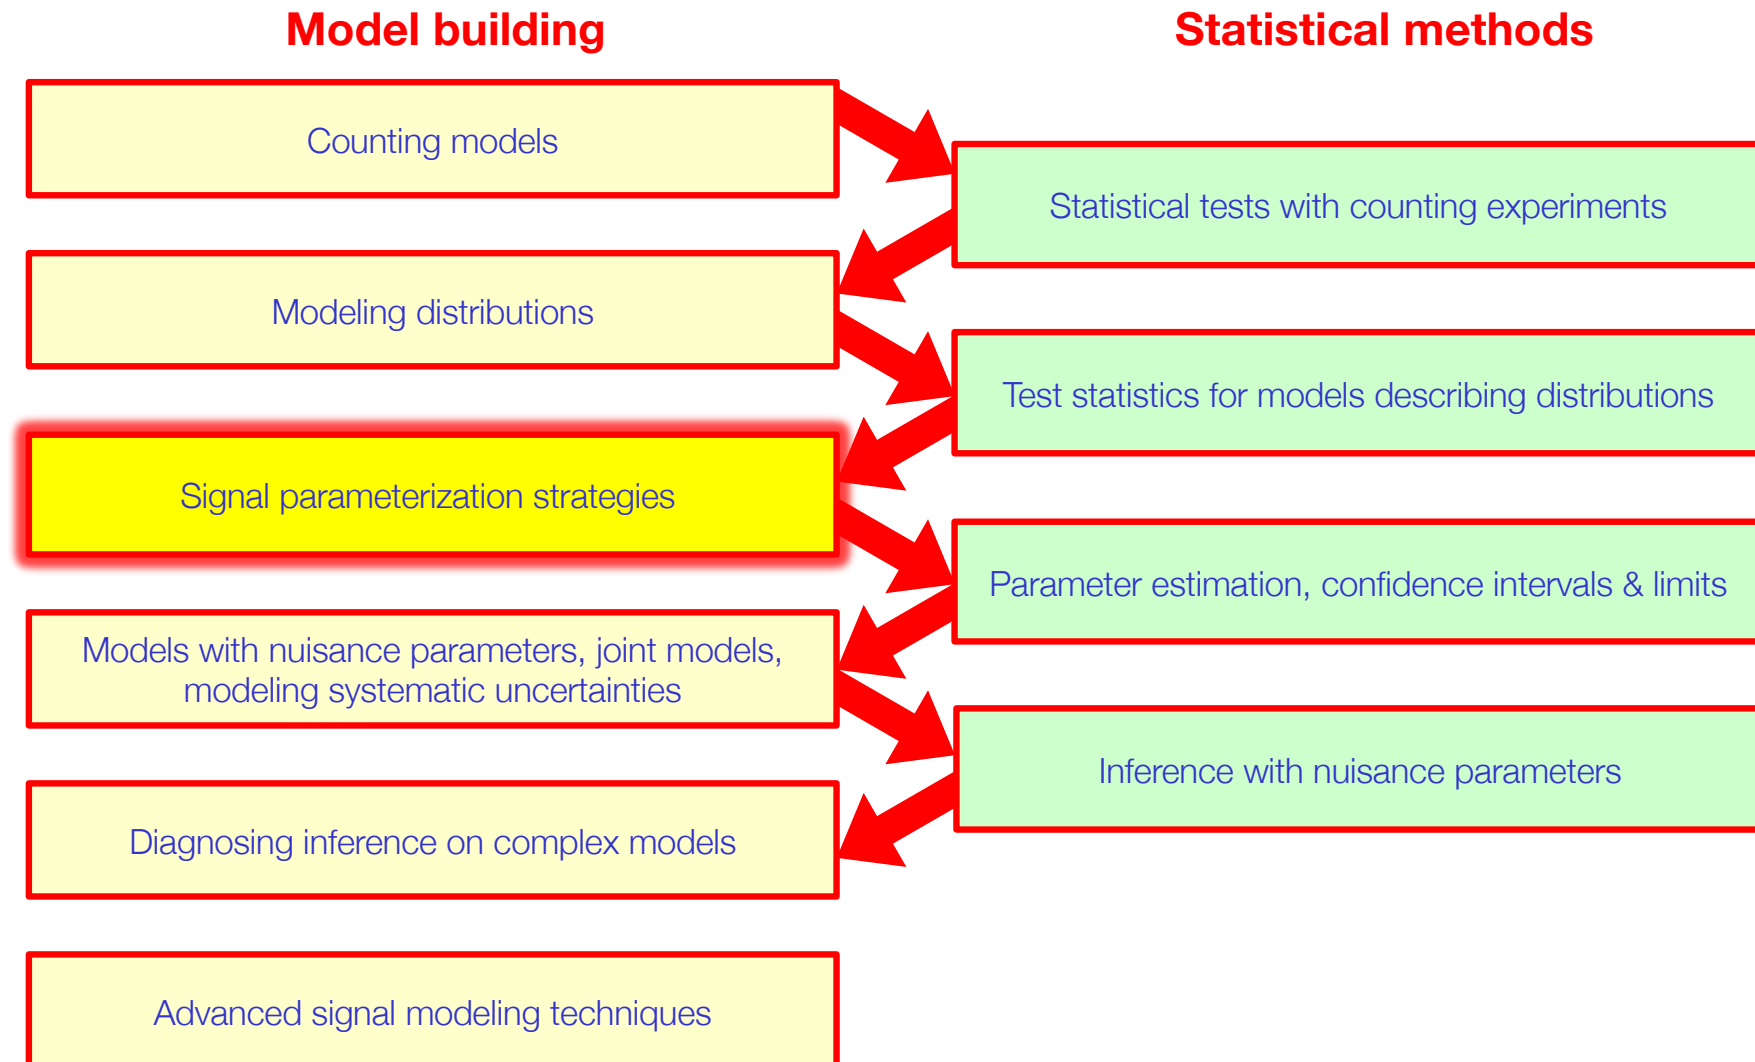 Model building
Statistical methods
Counting models
Statistical tests with counting experiments
Modeling distributions
Test statistics for models describing distributions
Signal parameterization strategies
Parameter estimation, confidence intervals & limits
Models with nuisance parameters, joint models,
modeling systematic uncertainties
Inference with nuisance parameters
Diagnosing inference on complex models
Advanced signal modeling techniques